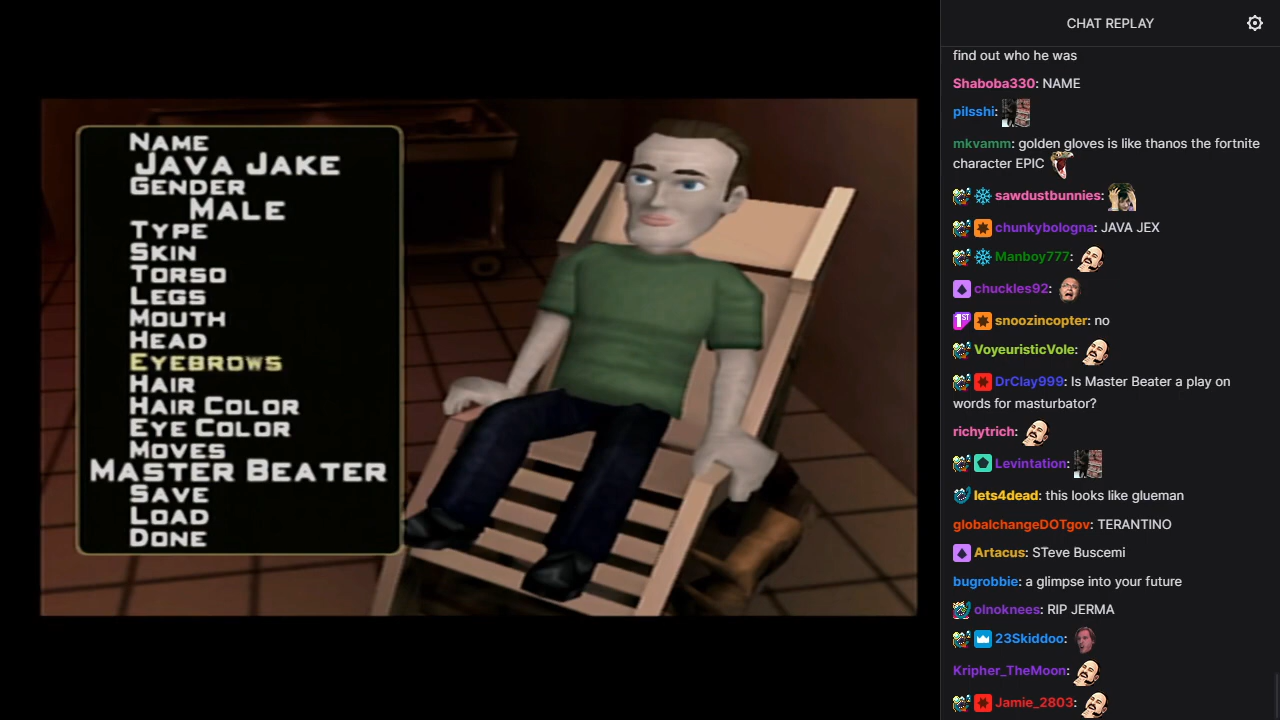 NAME
JAVA JAKE
GENDER
MALE
TYPE
SKIN
TORSO
LEGS
MOUTH
HEAD
EYEBROWS
HAIR
HAIR COLOR
EYE COLOR
MOVES
MASTER BEATER
SAVE
LOAD
DONE
CHAT REPLAY
find out who he was
Shaboba330: NAME
pilsshi:
mkvamm: golden gloves is like thanos the fortnite
character EPIC
sawdustbunnies:
chunkybologna: JAVA JEX
Manboy777:
chuckles92:
1ST snoozincopter: no
VoyeuristicVole:
DrClay999: Is Master Beater a play on
words for masturbator?
richytrich:
Levintation:
lets4dead: this looks like glueman
globalchangeDOTgov: TERANTINO
Artacus: STeve Buscemi
bugrobbie: a glimpse into your future
olnoknees: RIP JERMA
23Skiddoo:
Kripher_TheMoon:
Jamie_2803: